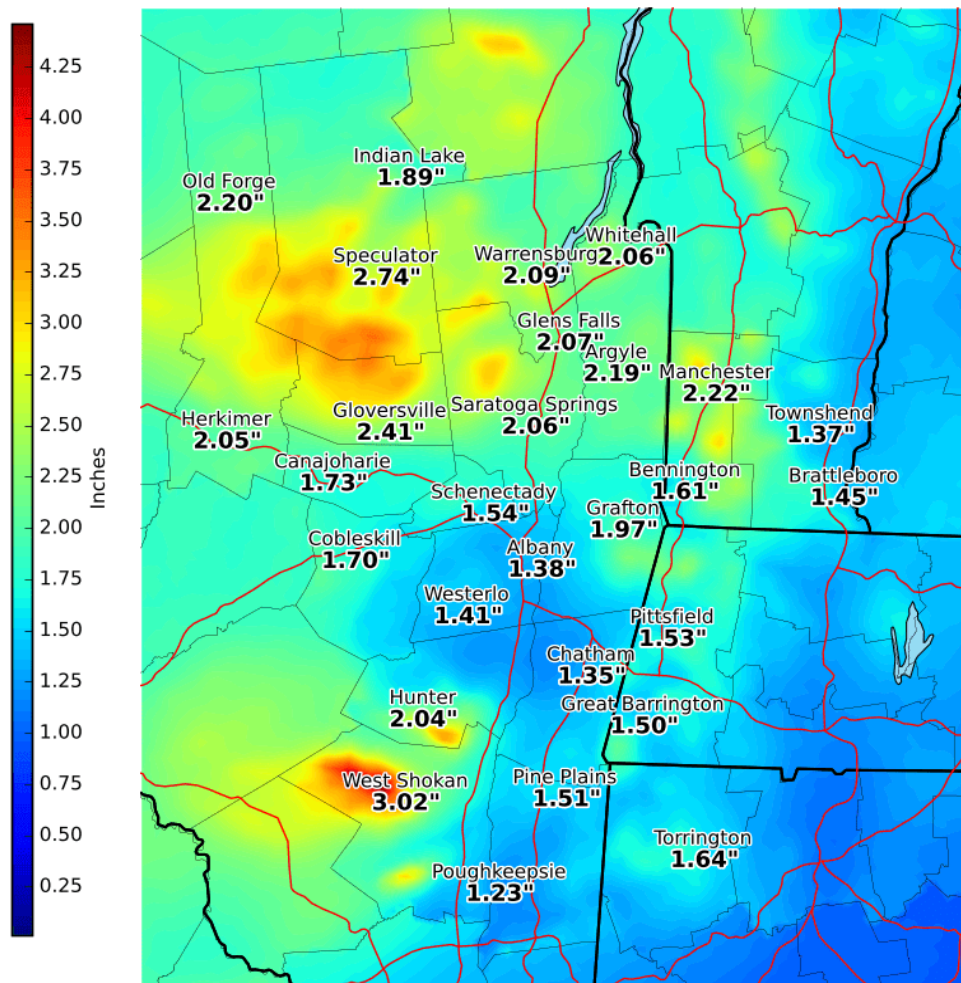 4.25
4.00
3.75
3.50
3.25
3.00
2.75
2.50
2.25
2.00
1.75
1.50
1.25
1.00
0.75
0.50
0.25
Inches
Indian Lake
1.89"
Old Forge
2.20"
Whitehall
2.06"
Speculator
2.74"
Warrensburg
2.09"
Glens Falls
2.07"
Argyle
2.19"
Manchester
2.22"
Saratoga Springs
2.06"
Gloversville
2.41"
Townshend
1.37"
Herkimer
2.05"
Canajoharie
1.73"
Bennington
1.61"
Brattleboro
1.45"
Schenectady
1.54"
Grafton
1.97"
Cobleskill
1.70"
Albany
1.38"
Westerlo
1.41"
Pittsfield
1.53"
Chatham
1.35"
Hunter
2.04"
Great Barrington
1.50"
West Shokan
3.02"
Pine Plains
1.51"
Torrington
1.64"
Poughkeepsie
1.23"